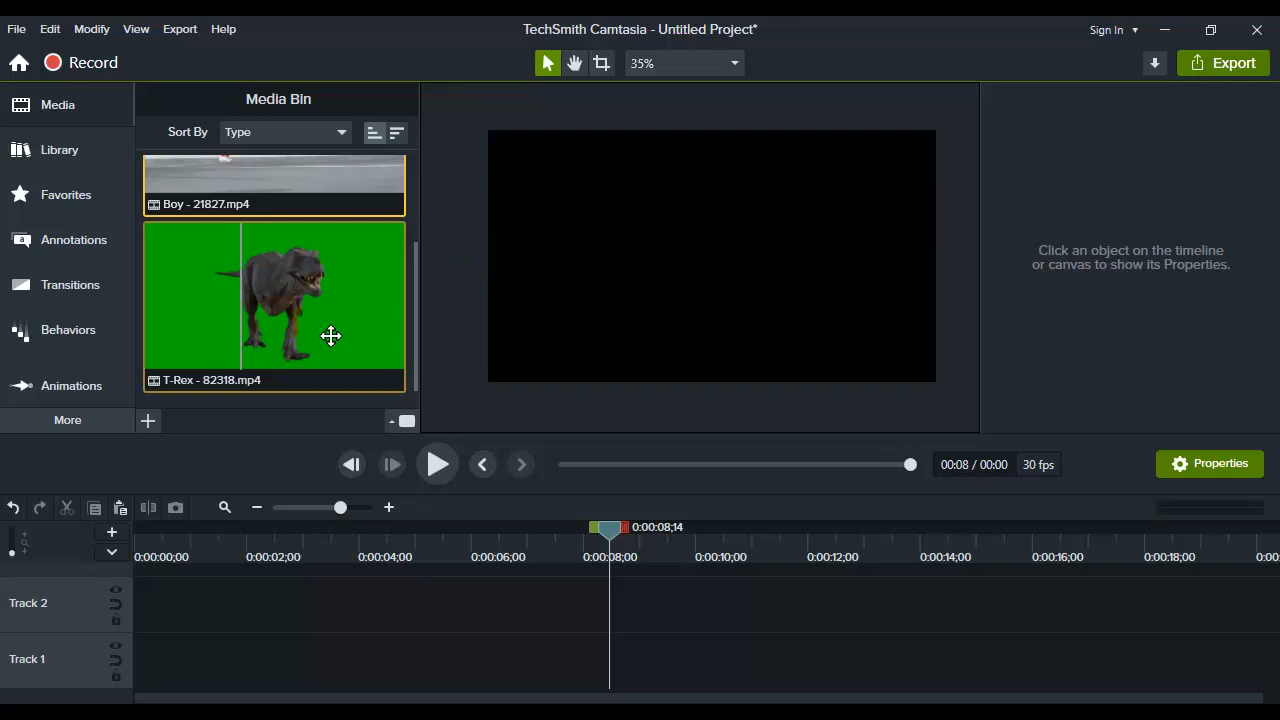 File Edit Modify View Export Help
TechSmith Camtasia - Untitled Project*
Sign In
Record
35%
Export
Media
Library
Favorites
Annotations
Transitions
Behaviors
Animations
More
Media Bin
Sort By Type
Boy - 21827.mp4
T-Rex - 82318.mp4
Click an object on the timeline
or canvas to show its Properties.
00:08 / 00:00 30 fps
Properties
0:00:08;14
0:00:00;00 0:00:02;00 0:00:04;00 0:00:06;00 0:00:08;00 0:00:10;00 0:00:12;00 0:00:14;00 0:00:16;00 0:00:18;00 0:00
Track 2
Track 1